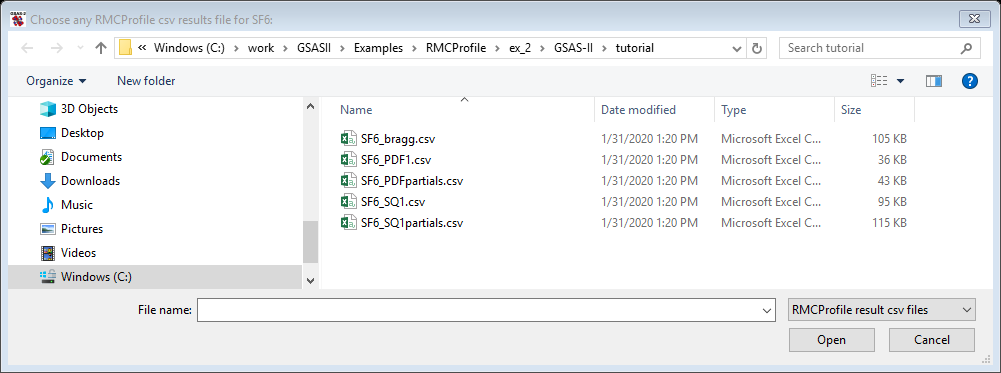 Choose any RMCProfile csv results file for SF6:
« Windows (C:) › work › GSASII › Examples › RMCProfile › ex_2 › GSAS-II › tutorial
Search tutorial
Organize
New folder
3D Objects
Desktop
Documents
Downloads
Music
Pictures
Videos
Windows (C:)
Name Date modified Type Size
SF6_bragg.csv 1/31/2020 1:20 PM Microsoft Excel C... 105 KB
SF6_PDF1.csv 1/31/2020 1:20 PM Microsoft Excel C... 36 KB
SF6_PDFpartials.csv 1/31/2020 1:20 PM Microsoft Excel C... 43 KB
SF6_SQ1.csv 1/31/2020 1:20 PM Microsoft Excel C... 95 KB
SF6_SQ1partials.csv 1/31/2020 1:20 PM Microsoft Excel C... 115 KB
File name:
RMCProfile result csv files
Open
Cancel